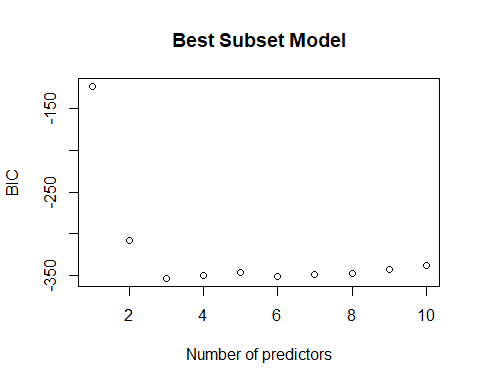 Best Subset Model
-150
-250
-350
BIC
2 4 6 8 10
Number of predictors